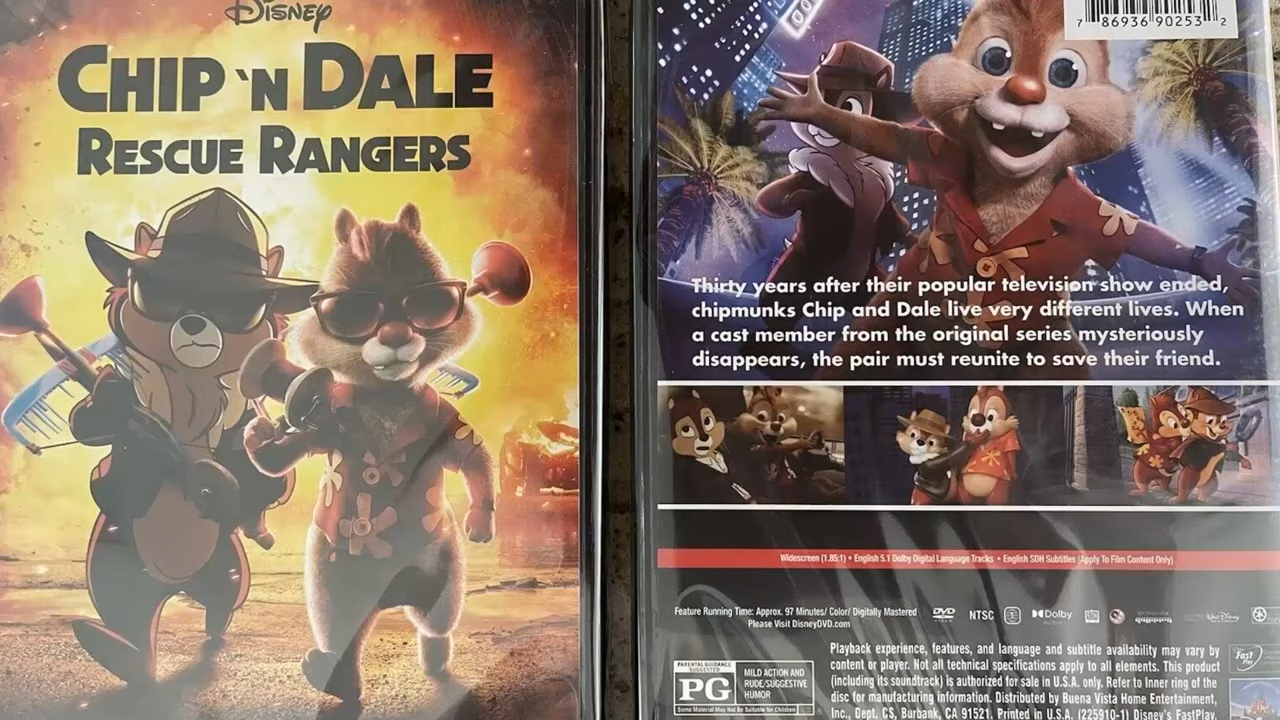 Disney
CHIP 'N DALE
RESCUE RANGERS
7 86936 90253 2
Thirty years after their popular television show ended,
chipmunks Chip and Dale live very different lives. When
a cast member from the original series mysteriously
disappears, the pair must reunite to save their friend.
Widescreen (1.85:1) • English 5.1 Dolby Digital Language Tracks • English SDH Subtitles (Apply To Film Content Only)
Feature Running Time: Approx. 97 Minutes/ Color/ Digitally Mastered
Please Visit DisneyDVD.com
DVD
NTSC
Dolby
Walt Disney
PARENTAL GUIDANCE SUGGESTED
PG
MILD ACTION AND
RUDE/SUGGESTIVE
HUMOR
Some Material May Not Be Suitable for Children
Playback experience, features, and language and subtitle availability may vary by
content or player. Not all technical specifications apply to all elements. This product
(including its soundtrack) is authorized for sale in U.S.A. only. Refer to Inner ring of the
disc for manufacturing information. Distributed by Buena Vista Home Entertainment,
Inc., Dept. CS, Burbank, CA 91521. Printed in U.S.A. (225910-1) Disney's FastPlay
Fast
Play